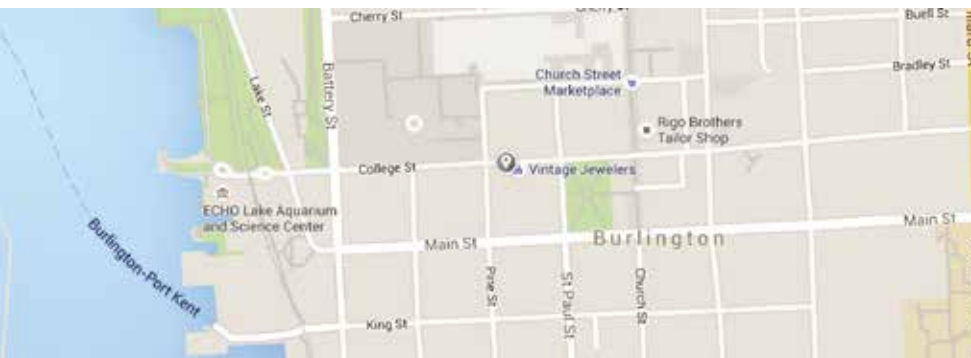 Cherry St
Cherry St
Buell St
Bradley St
Battery St
Lake St
Church Street
Marketplace
Rigo Brothers
Tailor Shop
College St
Vintage Jewelers
ECHO Lake Aquarium
and Science Center
Main St
Burlington
Main St
Burlington-Port Kent
Pine St
St Paul St
Church St
King St